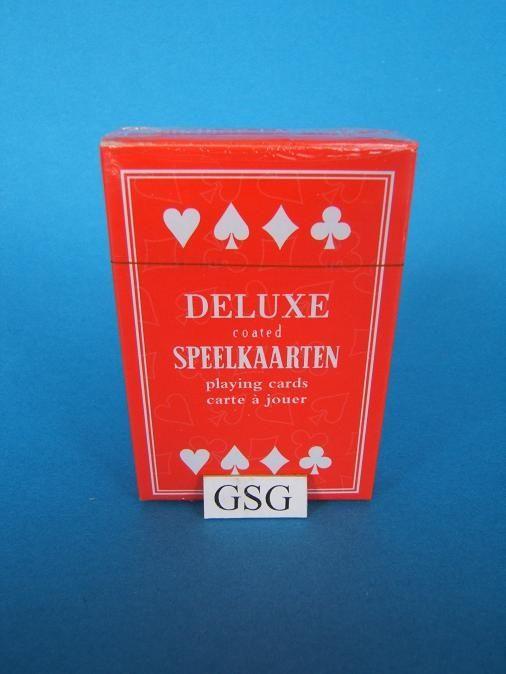 DELUXE
coated
SPEELKAARTEN
playing cards
carte à jouer
GSG